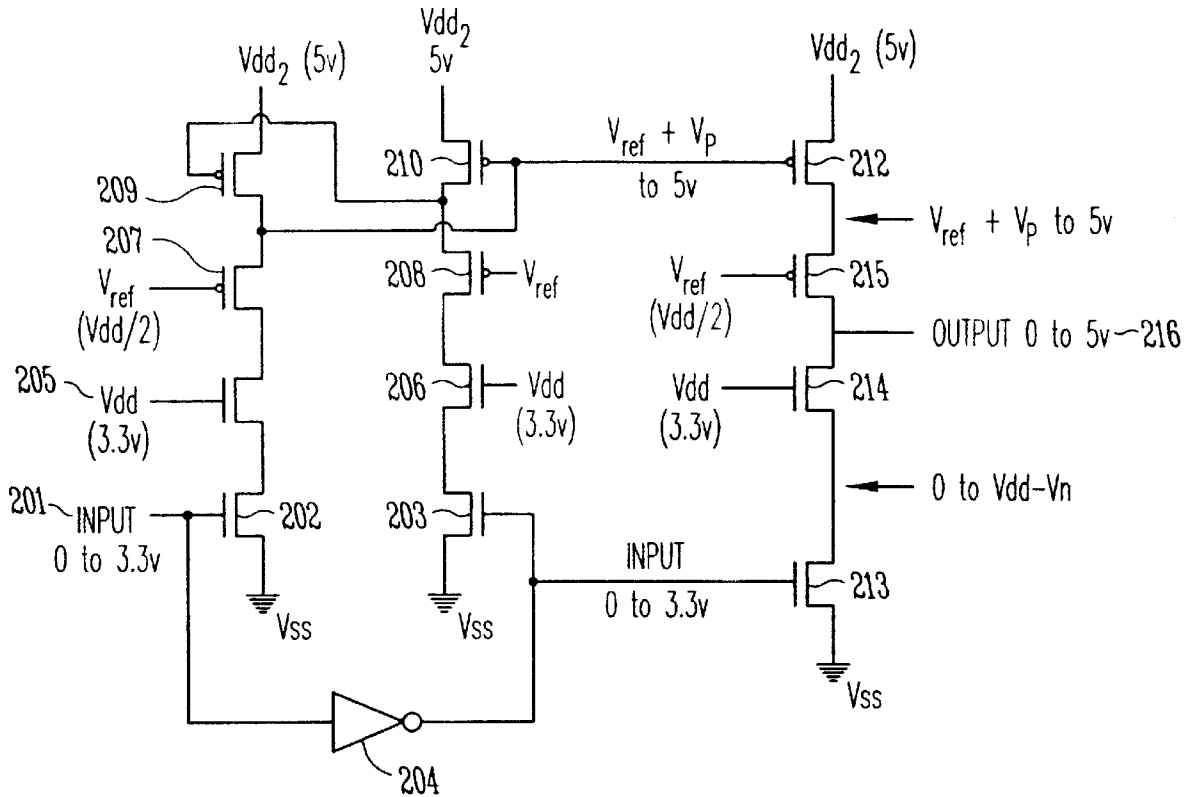 Vdd2 (5v)
Vdd2
5v
Vdd2 (5v)
209
210
Vref + VP
to 5v
212
Vref + VP to 5v
207
Vref
(Vdd/2)
208
Vref
Vref
(Vdd/2)
215
OUTPUT 0 to 5v
216
205
Vdd
(3.3v)
206
Vdd
(3.3v)
Vdd
(3.3v)
214
0 to Vdd-Vn
201
INPUT
0 to 3.3v
202
203
INPUT
0 to 3.3v
213
Vss
Vss
Vss
204